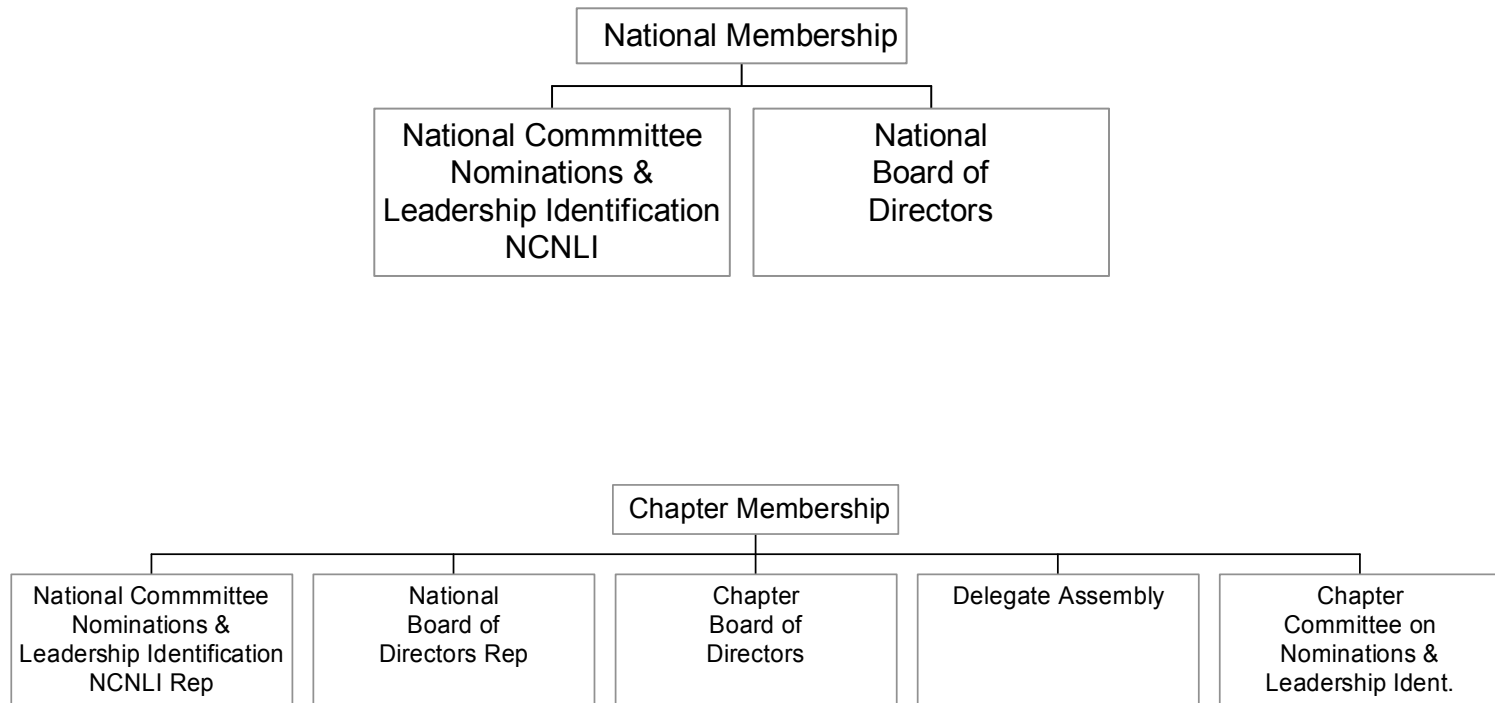 National Membership
National Commmittee
Nominations &
Leadership Identification
NCNLI
National
Board of
Directors
Chapter Membership
National Commmittee
Nominations &
Leadership Identification
NCNLI Rep
National
Board of
Directors Rep
Chapter
Board of
Directors
Delegate Assembly
Chapter
Committee on
Nominations &
Leadership Ident.